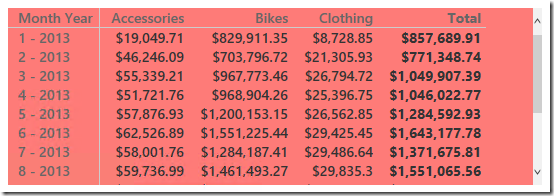 Month Year Accessories Bikes Clothing Total
1 - 2013 $19,049.71 $829,911.35 $8,728.85 $857,689.91
2 - 2013 $46,246.09 $703,796.72 $21,305.93 $771,348.74
3 - 2013 $55,339.21 $967,773.46 $26,794.72 $1,049,907.39
4 - 2013 $51,721.76 $968,904.26 $25,396.75 $1,046,022.77
5 - 2013 $57,876.93 $1,200,153.15 $26,562.85 $1,284,592.93
6 - 2013 $62,526.89 $1,551,225.44 $29,425.45 $1,643,177.78
7 - 2013 $58,001.76 $1,284,187.41 $29,486.64 $1,371,675.81
8 - 2013 $59,736.99 $1,461,493.27 $29,835.3 $1,551,065.56